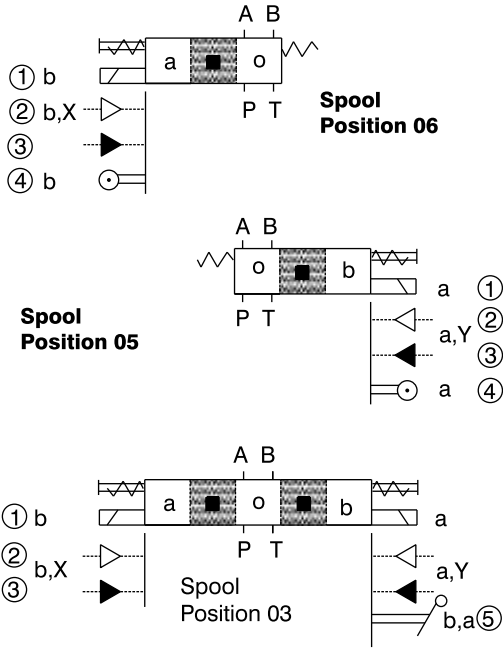 A B
a o
① b
② b,X
P T
③
④ b
Spool
Position 06
A B
o b
a ①
P T
②
a,Y
③
a ④
Spool
Position 05
A B
a o b
① b
a
P T
②
b,X
③
a,Y
Spool
Position 03
b,a ⑤